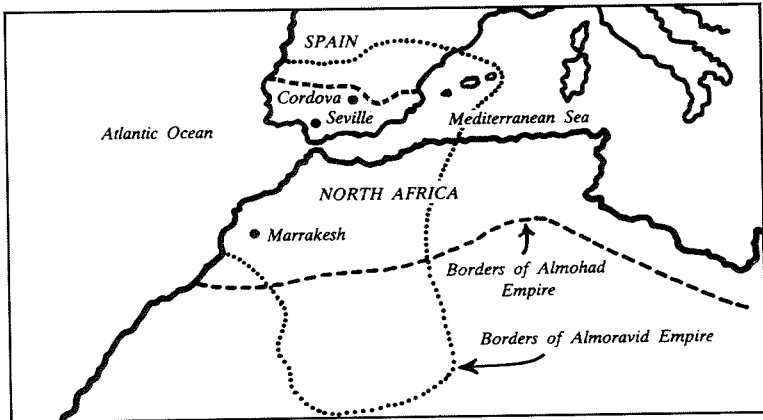 SPAIN
Cordova
Seville
Atlantic Ocean
Mediterranean Sea
NORTH AFRICA
Marrakesh
Borders of Almohad
Empire
Borders of Almoravid Empire